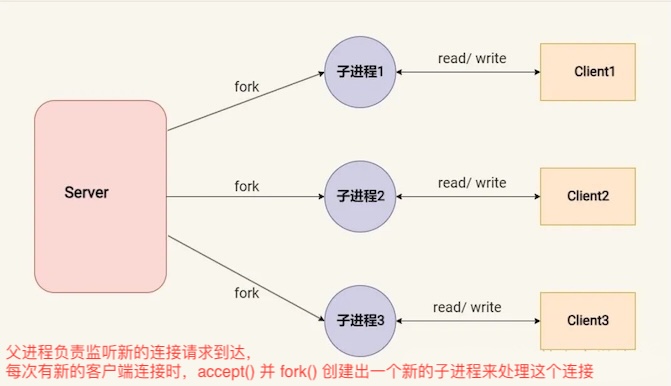 子进程1
read/ write
Client1
fork
Server
fork
子进程2
read/ write
Client2
fork
子进程3
read/ write
Client3
父进程负责监听新的连接请求到达，
每次有新的客户端连接时，accept() 并 fork() 创建出一个新的子进程来处理这个连接